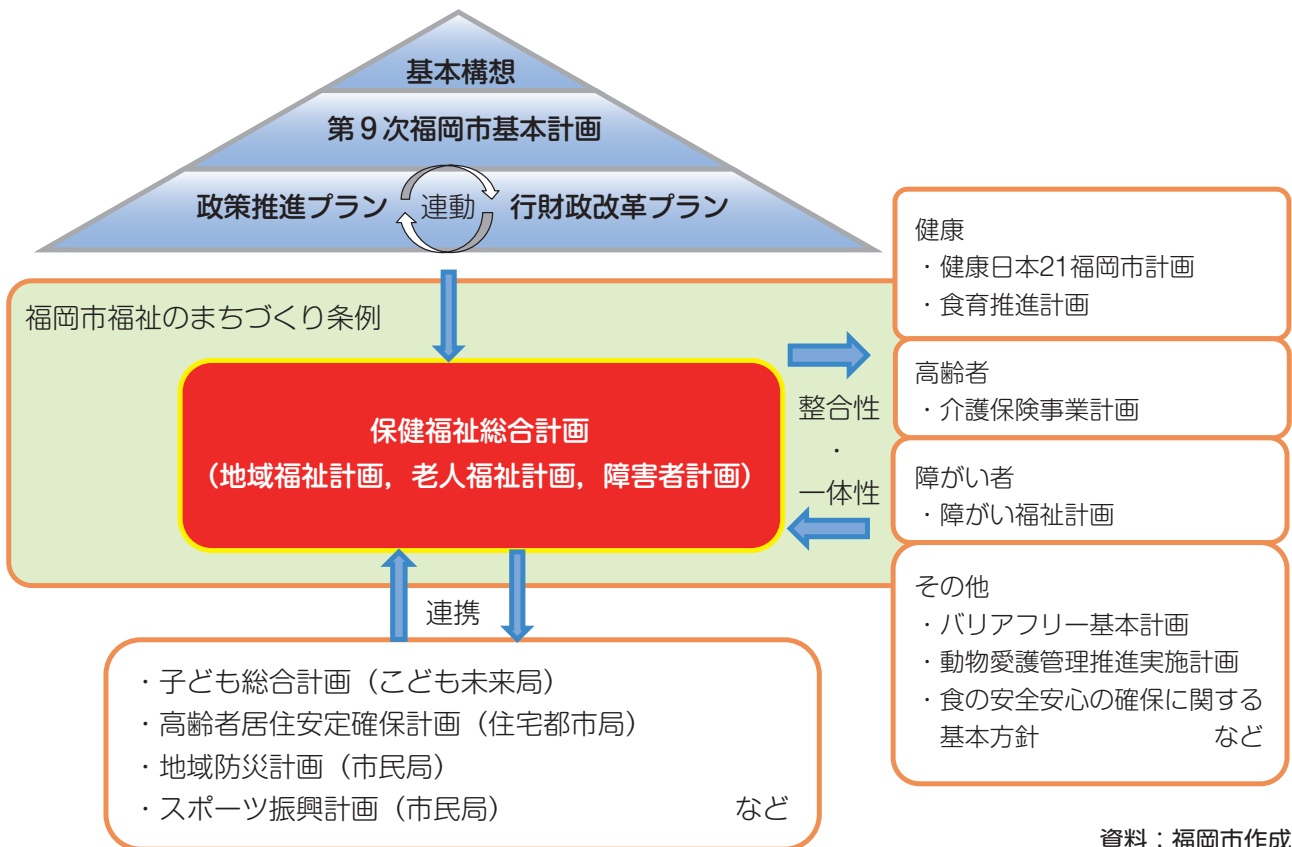 基本構想
第9次福岡市基本計画
政策推進プラン 連動 行財政改革プラン
福岡市福祉のまちづくり条例
保健福祉総合計画
(地域福祉計画，老人福祉計画，障害者計画)
整合性
・
一体性
健康
・健康日本21福岡市計画
・食育推進計画
高齢者
・介護保険事業計画
障がい者
・障がい福祉計画
その他
・バリアフリー基本計画
・動物愛護管理推進実施計画
・食の安全安心の確保に関する
基本方針 など
連携
・子ども総合計画（こども未来局）
・高齢者居住安定確保計画（住宅都市局）
・地域防災計画（市民局）
・スポーツ振興計画（市民局） など
資料：福岡市作成